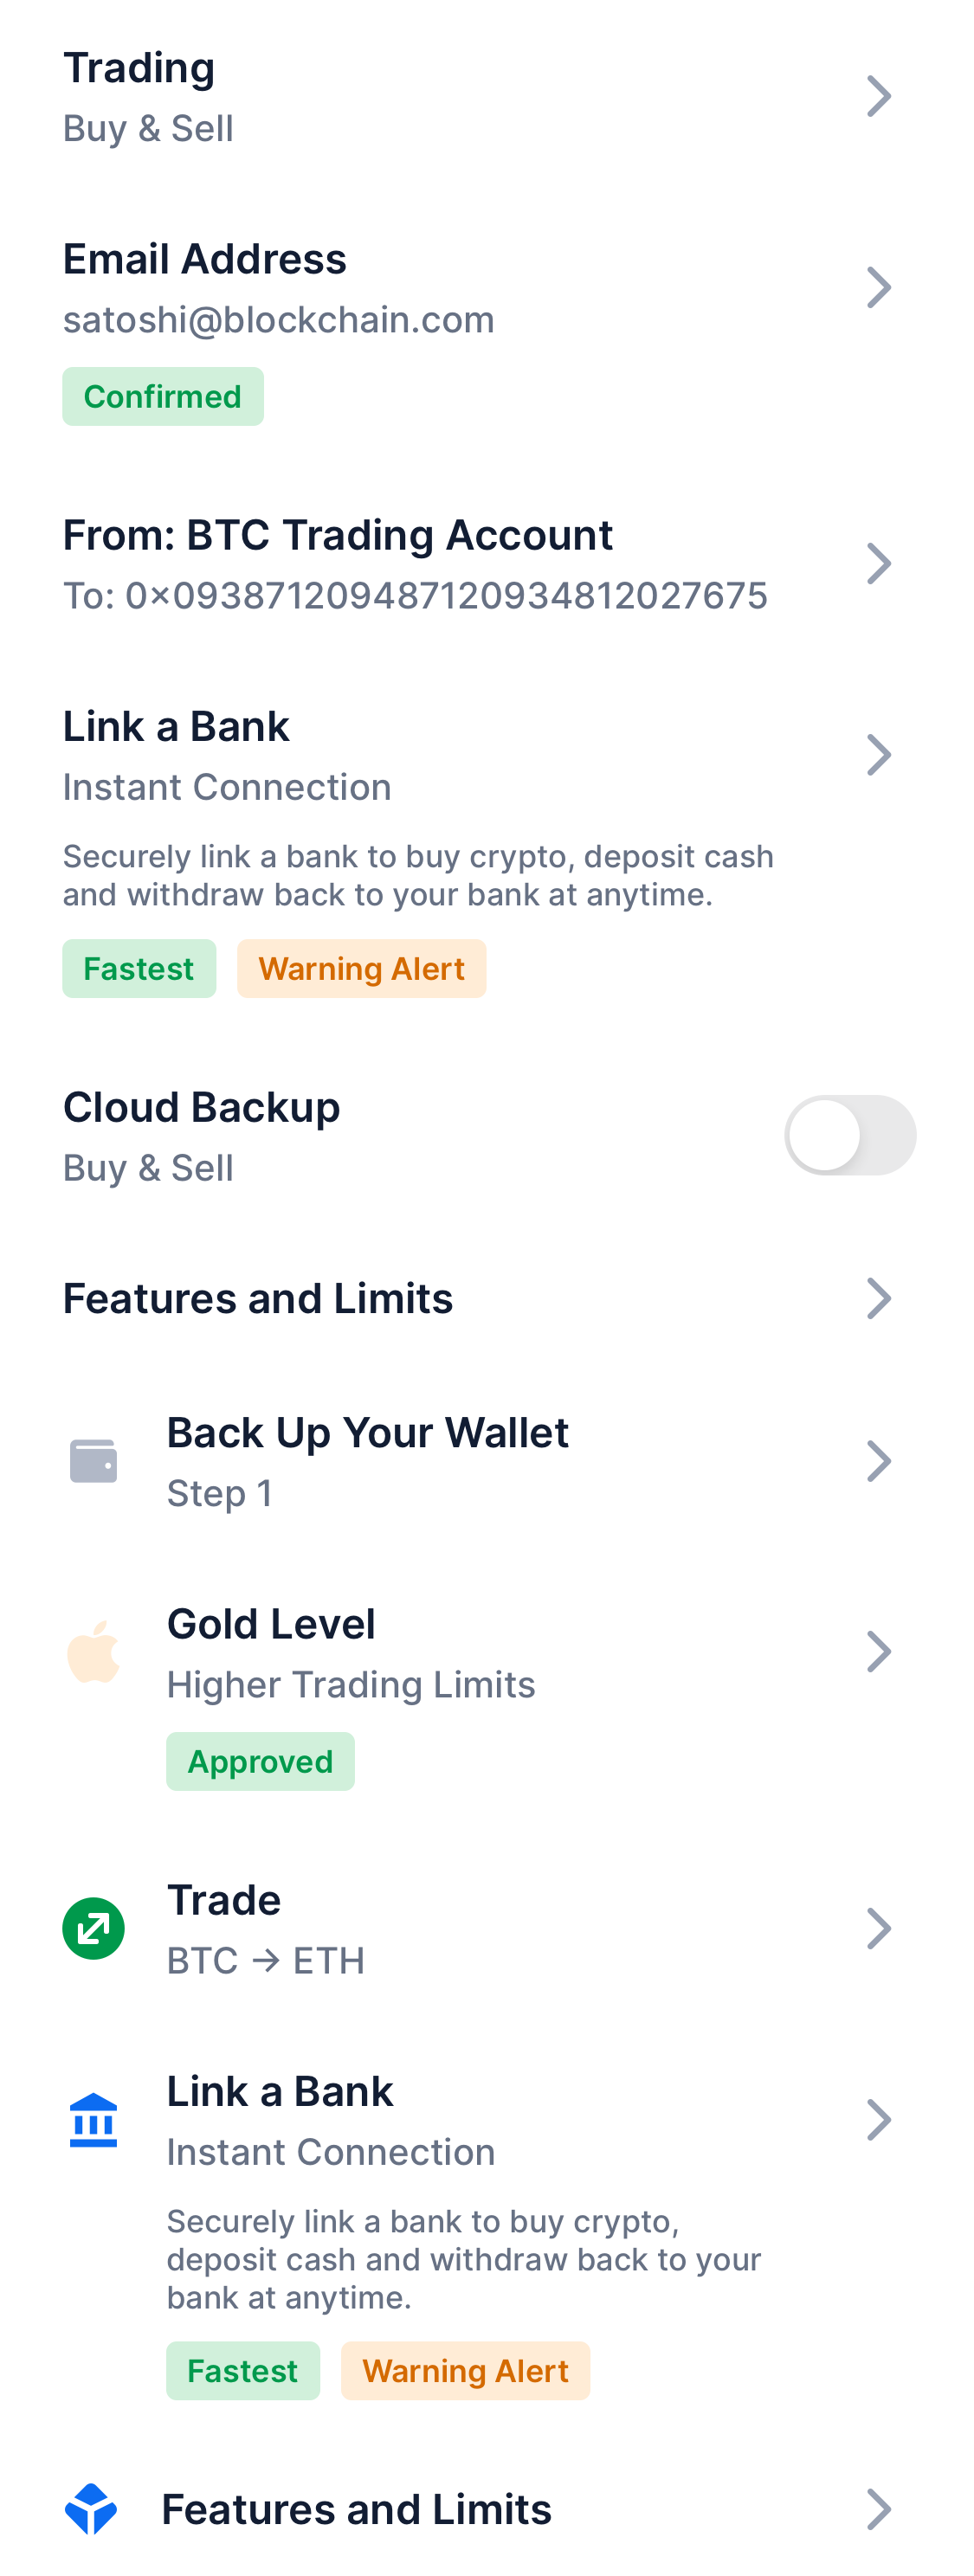 Trading
Buy & Sell
Email Address
satoshi@blockchain.com
Confirmed
From: BTC Trading Account
To: 0×093871209487120934812027675
Link a Bank
Instant Connection
Securely link a bank to buy crypto, deposit cash
and withdraw back to your bank at anytime.
Fastest Warning Alert
Cloud Backup
Buy & Sell
Features and Limits
Back Up Your Wallet
Step 1
Gold Level
Higher Trading Limits
Approved
Trade
BTC → ETH
Link a Bank
Instant Connection
Securely link a bank to buy crypto,
deposit cash and withdraw back to your
bank at anytime.
Fastest Warning Alert
Features and Limits